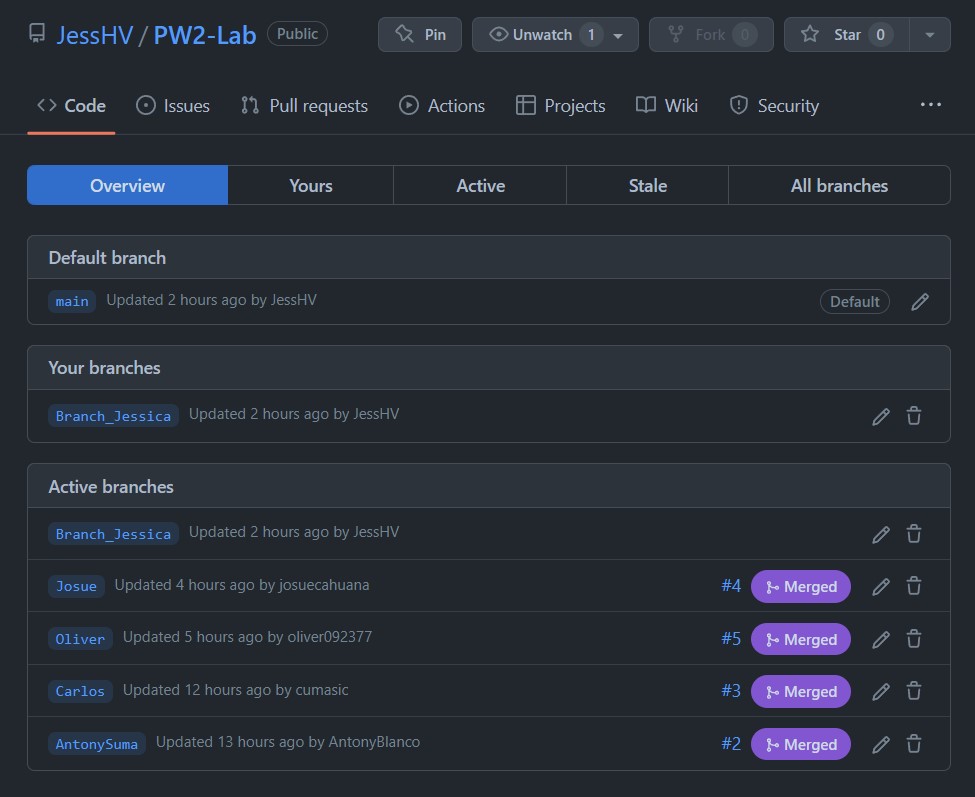 JessHV / PW2-Lab Public Pin Unwatch 1 Fork 0 Star 0
Code Issues Pull requests Actions Projects Wiki Security ...
Overview Yours Active Stale All branches
Default branch
main Updated 2 hours ago by JessHV Default
Your branches
Branch_Jessica Updated 2 hours ago by JessHV
Active branches
Branch_Jessica Updated 2 hours ago by JessHV
Josue Updated 4 hours ago by josuecahuana #4 Merged
Oliver Updated 5 hours ago by oliver092377 #5 Merged
Carlos Updated 12 hours ago by cumasic #3 Merged
AntonySuma Updated 13 hours ago by AntonyBlanco #2 Merged